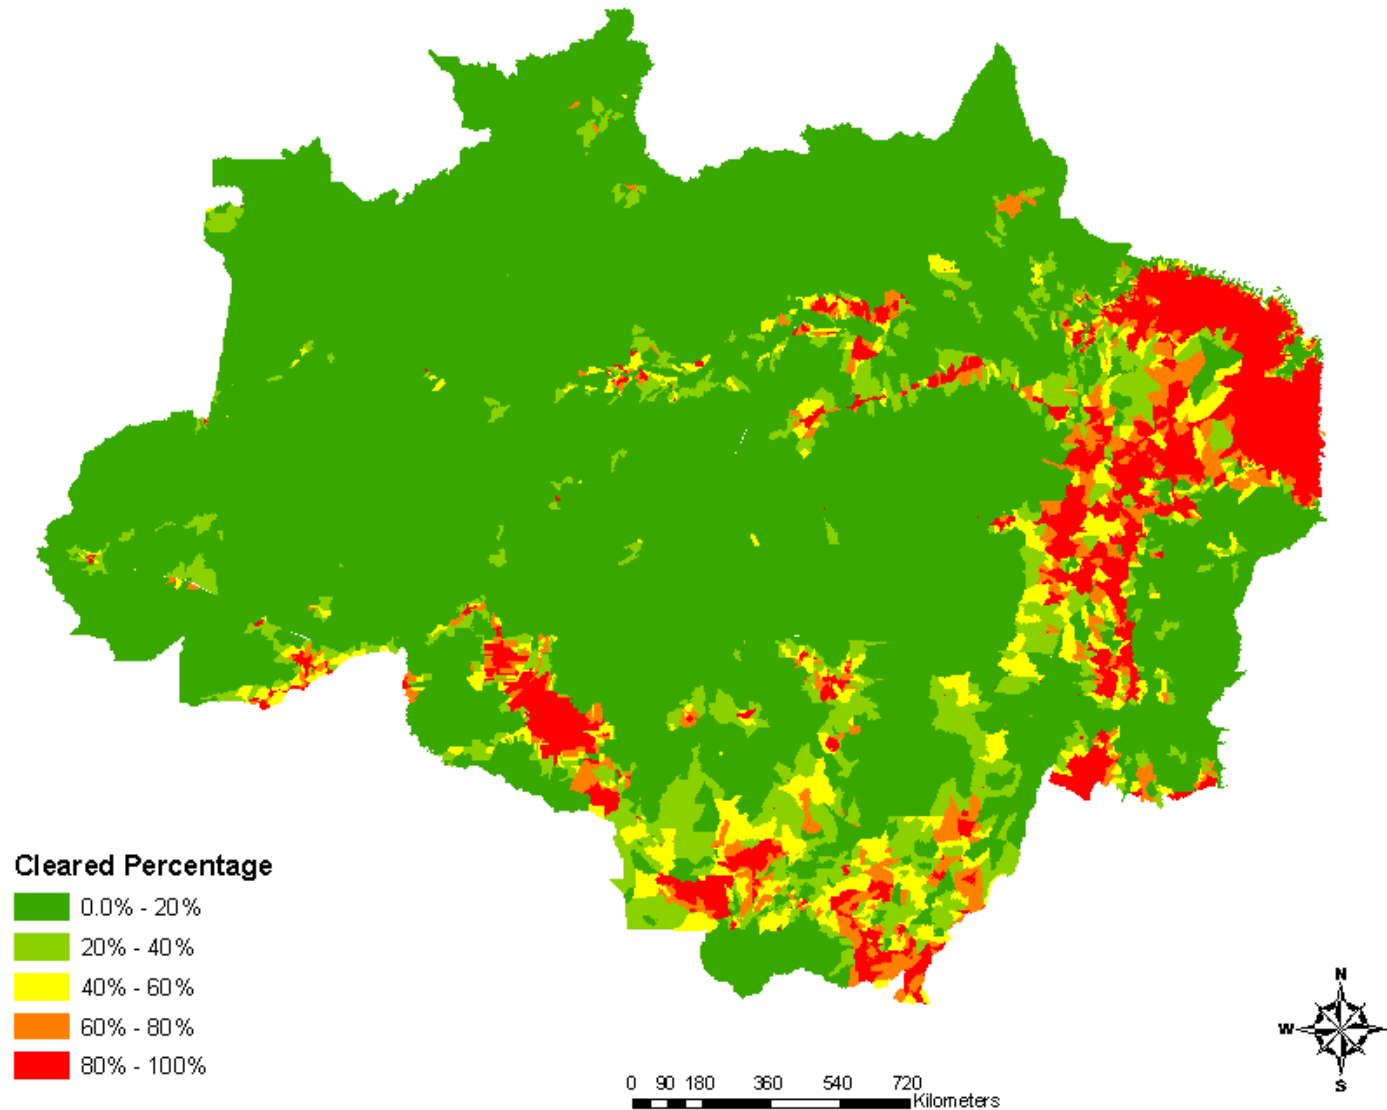 Cleared Percentage
0.0% - 20%
20% - 40%
40% - 60%
60% - 80%
80% - 100%
N
W
S
0 90 180 360 540 720
Kilometers